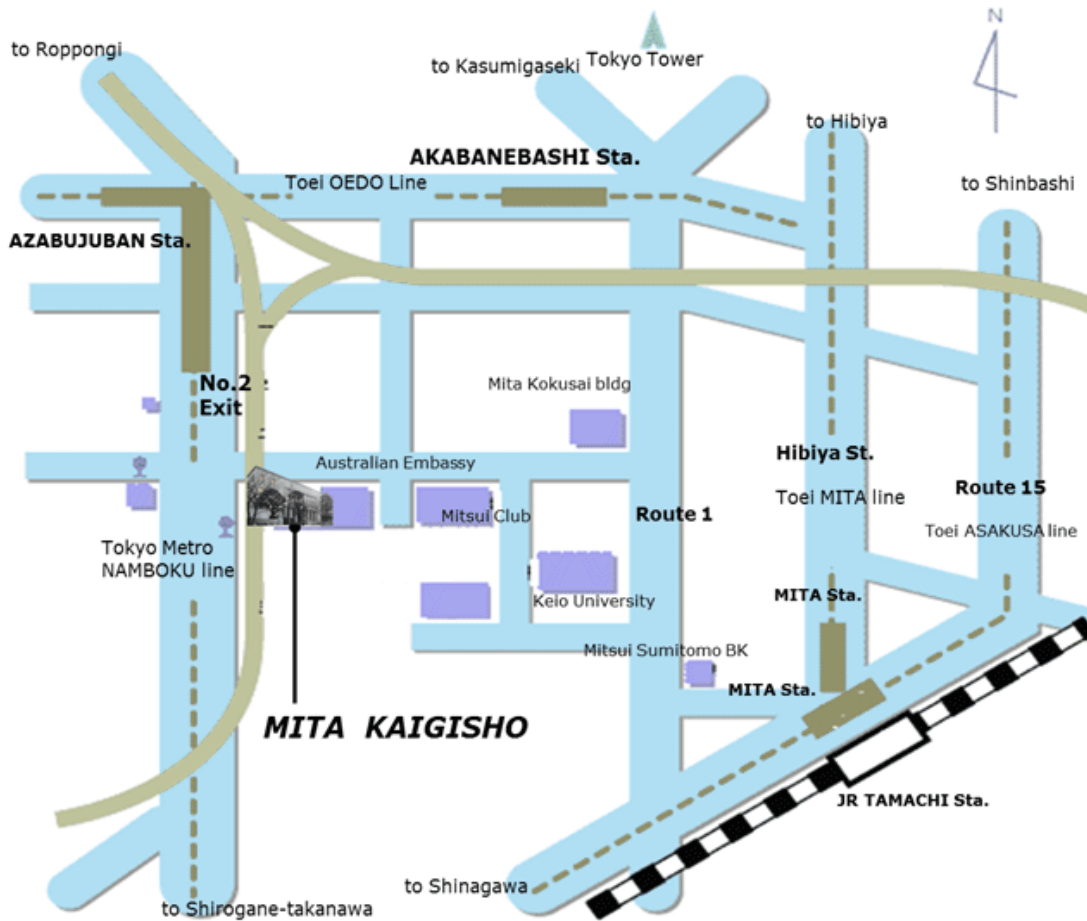 N
to Roppongi
to Kasumigaseki
Tokyo Tower
to Hibiya
AKABANEBASHI Sta.
Toei OEDO Line
to Shinbashi
AZABUJUBAN Sta.
No.2
Exit
Mita Kokusai bldg
Australian Embassy
Hibiya St.
Toei MITA line
Route 15
Mitsui Club
Route 1
Toei ASAKUSA line
Tokyo Metro
NAMBOKU line
MITA Sta.
Keio University
Mitsui Sumitomo BK
MITA Sta.
MITA KAIGISHO
JR TAMACHI Sta.
to Shinagawa
to Shirogane-takanawa